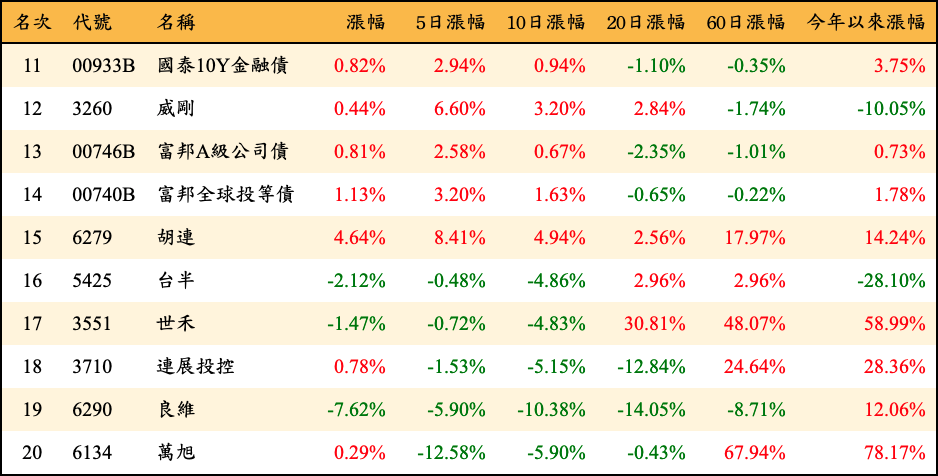 名次 代號 名稱 漲幅 5日漲幅 10日漲幅 20日漲幅 60日漲幅 今年以來漲幅
11 00933B 國泰10Y金融債 0.82% 2.94% 0.94% -1.10% -0.35% 3.75%
12 3260 威剛 0.44% 6.60% 3.20% 2.84% -1.74% -10.05%
13 00746B 富邦A級公司債 0.81% 2.58% 0.67% -2.35% -1.01% 0.73%
14 00740B 富邦全球投等債 1.13% 3.20% 1.63% -0.65% -0.22% 1.78%
15 6279 胡連 4.64% 8.41% 4.94% 2.56% 17.97% 14.24%
16 5425 台半 -2.12% -0.48% -4.86% 2.96% 2.96% -28.10%
17 3551 世禾 -1.47% -0.72% -4.83% 30.81% 48.07% 58.99%
18 3710 連展投控 0.78% -1.53% -5.15% -12.84% 24.64% 28.36%
19 6290 良維 -7.62% -5.90% -10.38% -14.05% -8.71% 12.06%
20 6134 萬旭 0.29% -12.58% -5.90% -0.43% 67.94% 78.17%